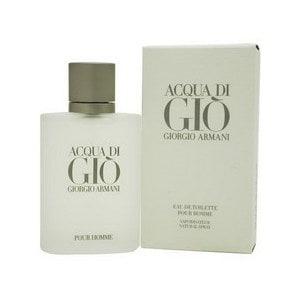 ACQUA DI
GIÒ
GIORGIO ARMANI
POUR HOMME
ACQUA DI
GIÒ
GIORGIO ARMANI
EAU DE TOILETTE
POUR HOMME
VAPORISATEUR
NATURAL SPRAY